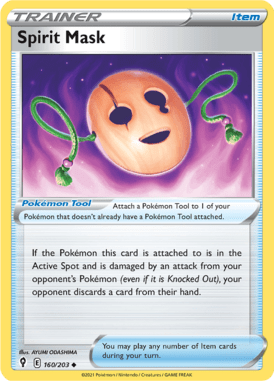 TRAINER Item
Spirit Mask
Pokémon Tool Attach a Pokémon Tool to 1 of your
Pokémon that doesn't already have a Pokémon Tool attached.
If the Pokémon this card is attached to is in the
Active Spot and is damaged by an attack from your
opponent's Pokémon (even if it is Knocked Out), your
opponent discards a card from their hand.
Illus. AYUMI ODASHIMA
E 160/203
You may play any number of Item cards
during your turn.
©2021 Pokémon / Nintendo / Creatures / GAME FREAK